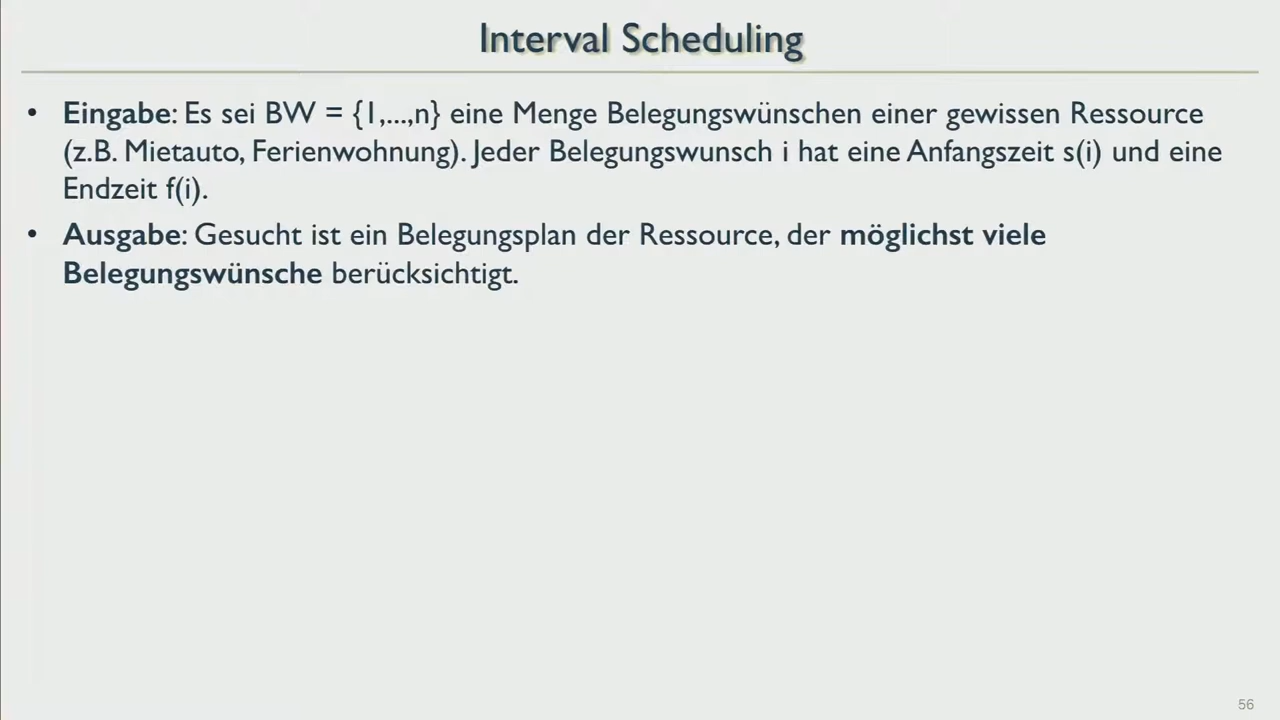 Interval Scheduling
• Eingabe: Es sei BW = {1,...,n} eine Menge Belegungswünschen einer gewissen Ressource
(z.B. Mietauto, Ferienwohnung). Jeder Belegungswunsch i hat eine Anfangszeit s(i) und eine
Endzeit f(i).
• Ausgabe: Gesucht ist ein Belegungsplan der Ressource, der möglichst viele
Belegungswünsche berücksichtigt.
56